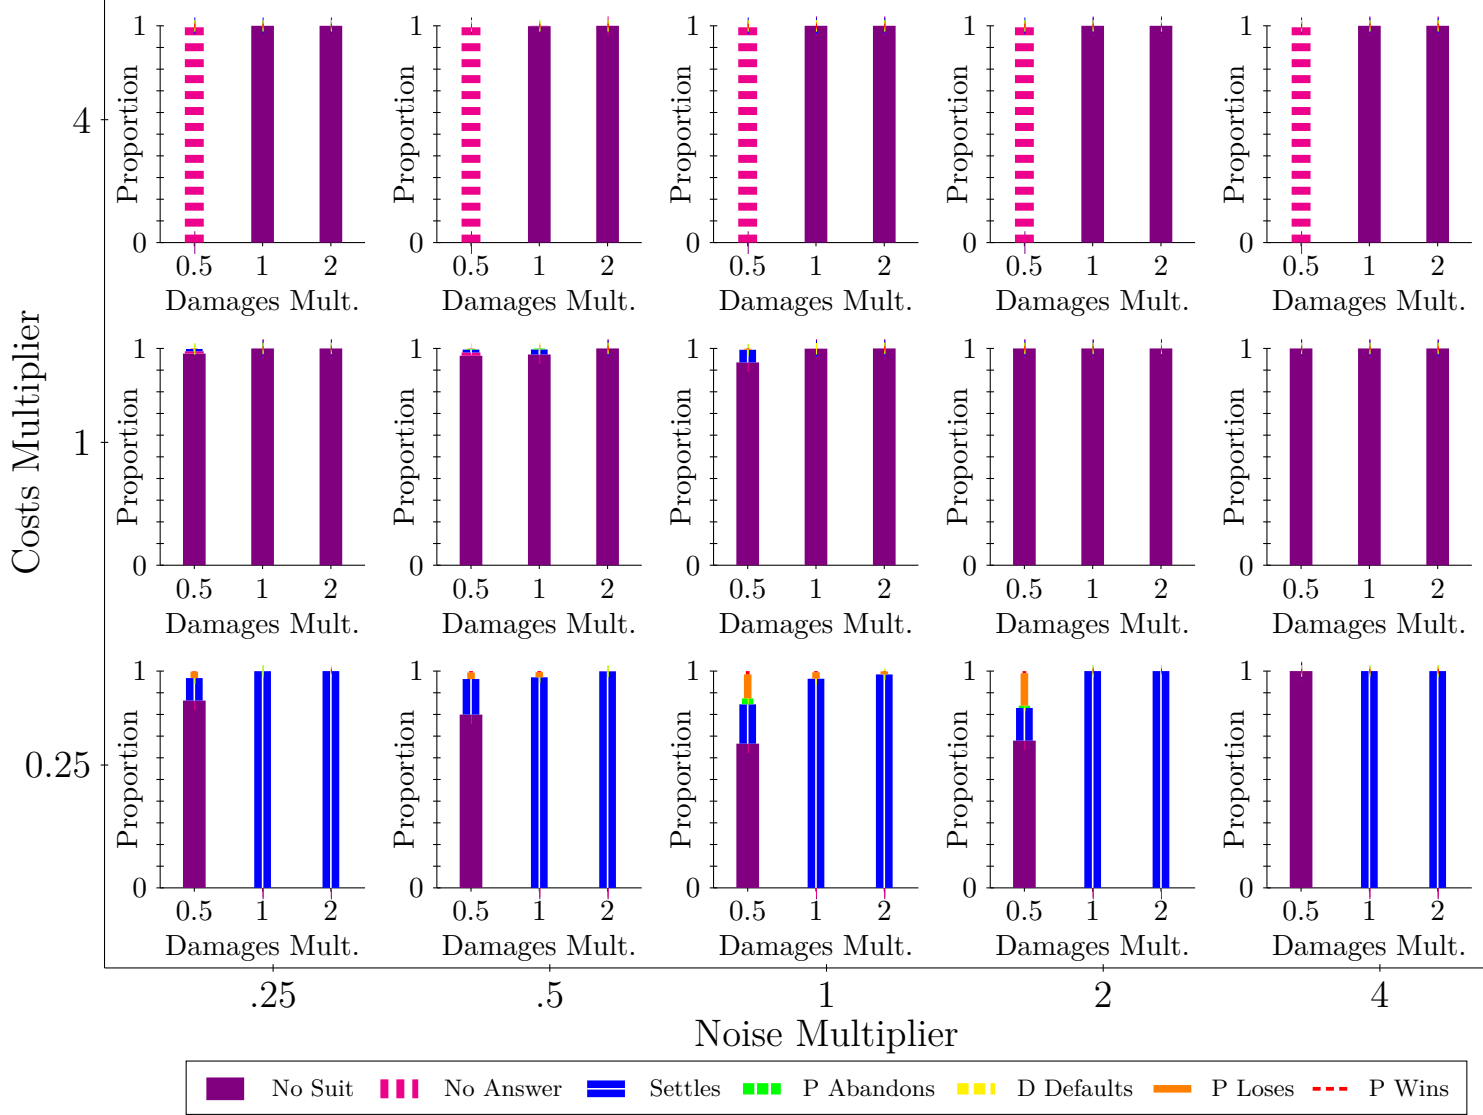 Costs Multiplier
4
1
0.25
1
Proportion
0
0.5 1 2
Damages Mult.
1
Proportion
0
0.5 1 2
Damages Mult.
1
Proportion
0
0.5 1 2
Damages Mult.
1
Proportion
0
0.5 1 2
Damages Mult.
1
Proportion
0
0.5 1 2
Damages Mult.
1
Proportion
0
0.5 1 2
Damages Mult.
1
Proportion
0
0.5 1 2
Damages Mult.
1
Proportion
0
0.5 1 2
Damages Mult.
1
Proportion
0
0.5 1 2
Damages Mult.
1
Proportion
0
0.5 1 2
Damages Mult.
1
Proportion
0
0.5 1 2
Damages Mult.
1
Proportion
0
0.5 1 2
Damages Mult.
1
Proportion
0
0.5 1 2
Damages Mult.
1
Proportion
0
0.5 1 2
Damages Mult.
1
Proportion
0
0.5 1 2
Damages Mult.
.25 .5 1 2 4
Noise Multiplier
No Suit No Answer Settles P Abandons D Defaults P Loses P Wins